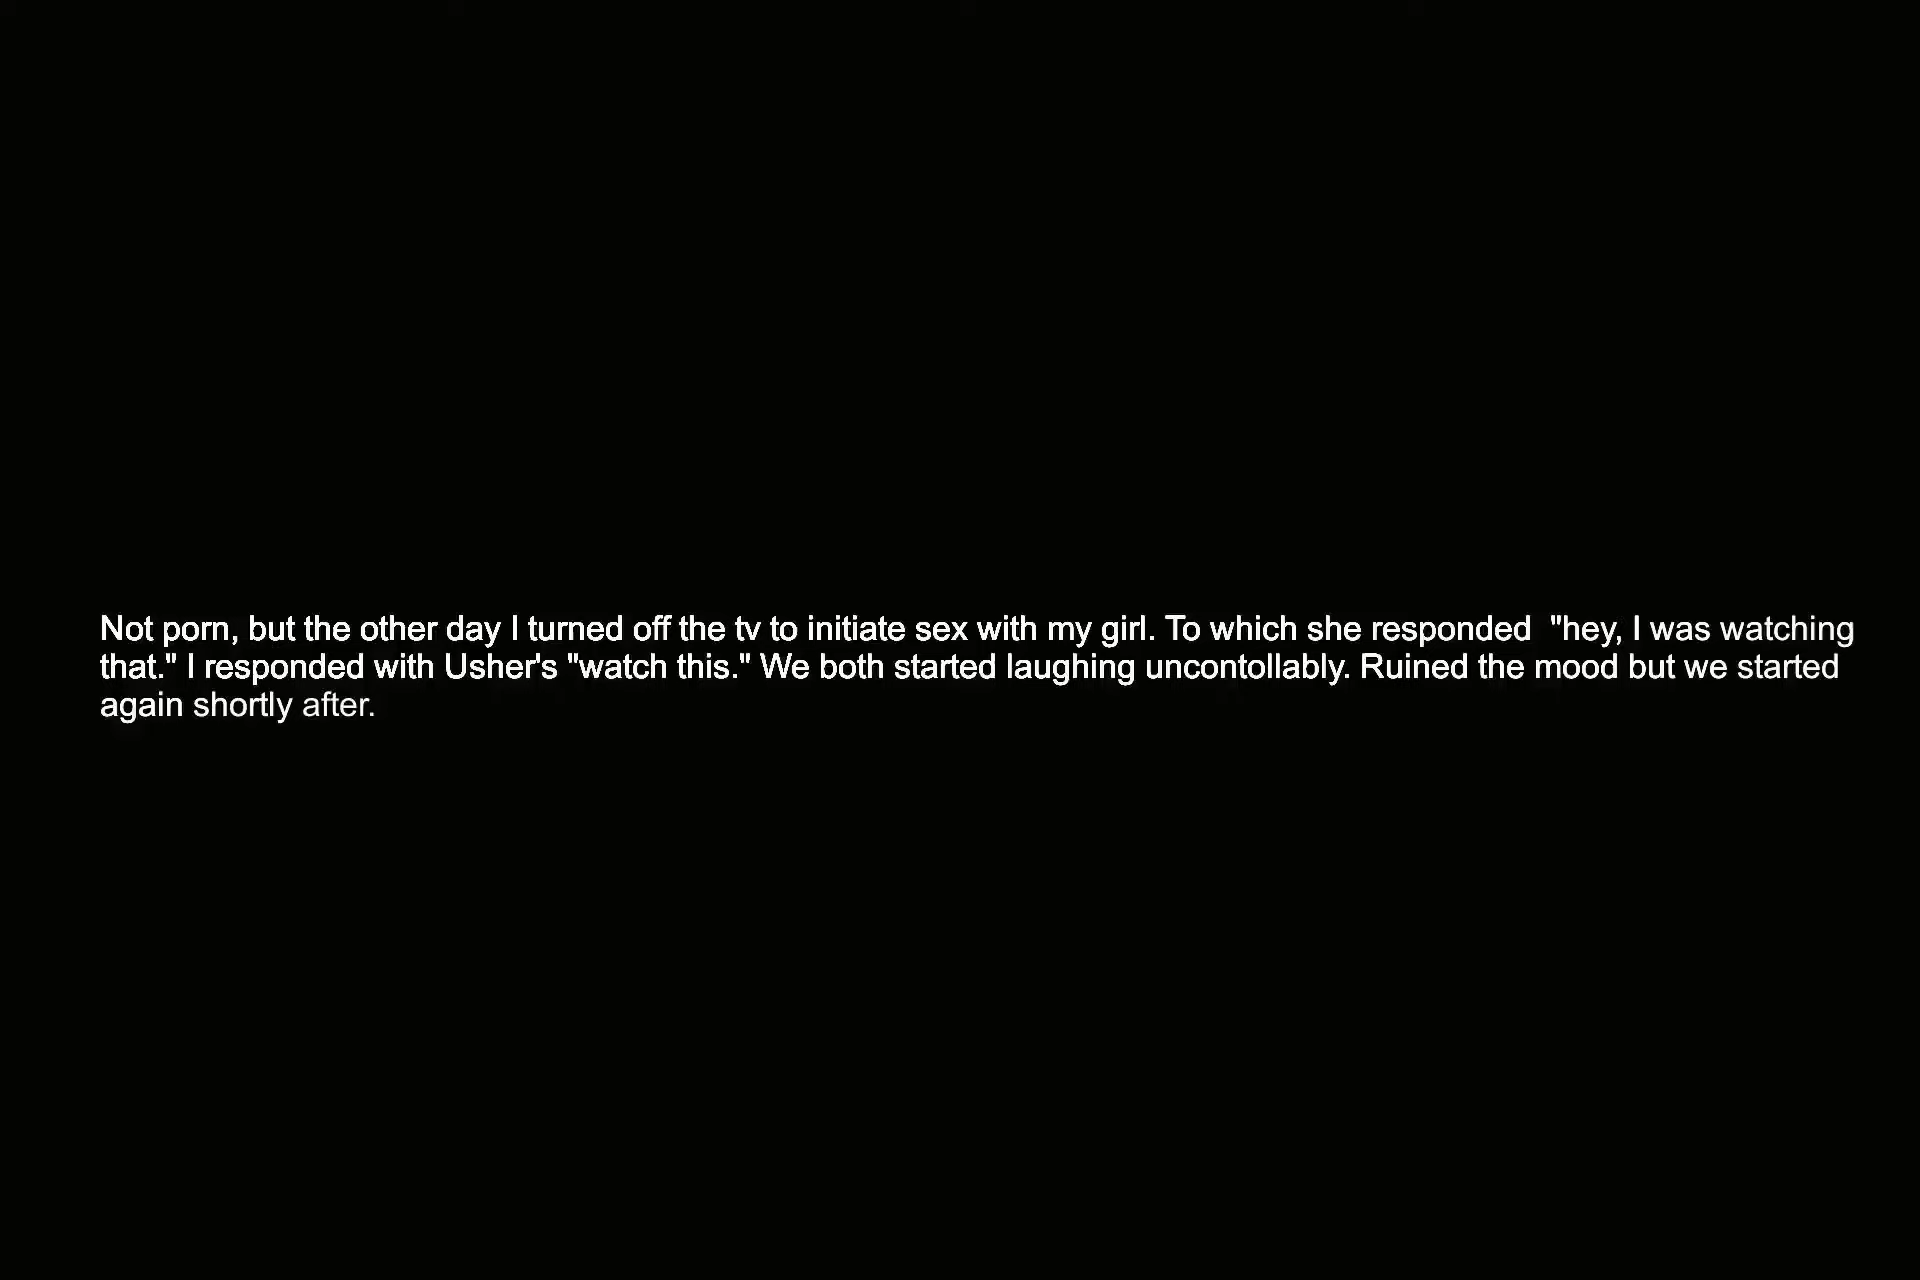 Not porn, but the other day I turned off the tv to initiate sex with my girl. To which she responded  "hey, I was watching
that." I responded with Usher's "watch this." We both started laughing uncontollably. Ruined the mood but we started
again shortly after.